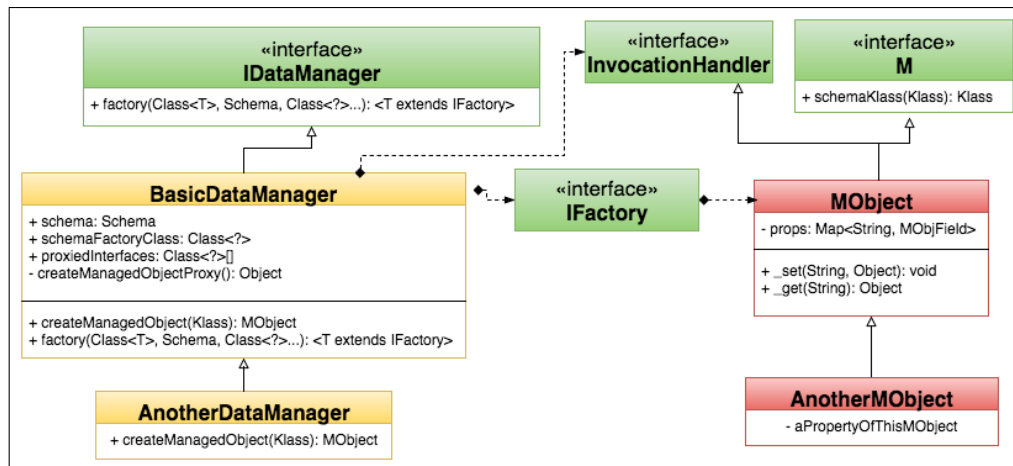 «interface»
IDataManager
+ factory(Class<T>, Schema, Class<?>...): <T extends IFactory>
«interface»
InvocationHandler
«interface»
M
+ schemaKlass(Klass): Klass
BasicDataManager
+ schema: Schema
+ schemaFactoryClass: Class<?>
+ proxiedInterfaces: Class<?>[]
- createManagedObjectProxy(): Object
+ createManagedObject(Klass): MObject
+ factory(Class<T>, Schema, Class<?>...): <T extends IFactory>
«interface»
IFactory
MObject
- props: Map<String, MObjField>
+ _set(String, Object): void
+ _get(String): Object
AnotherDataManager
+ createManagedObject(Klass): MObject
AnotherMObject
- aPropertyOfThisMObject